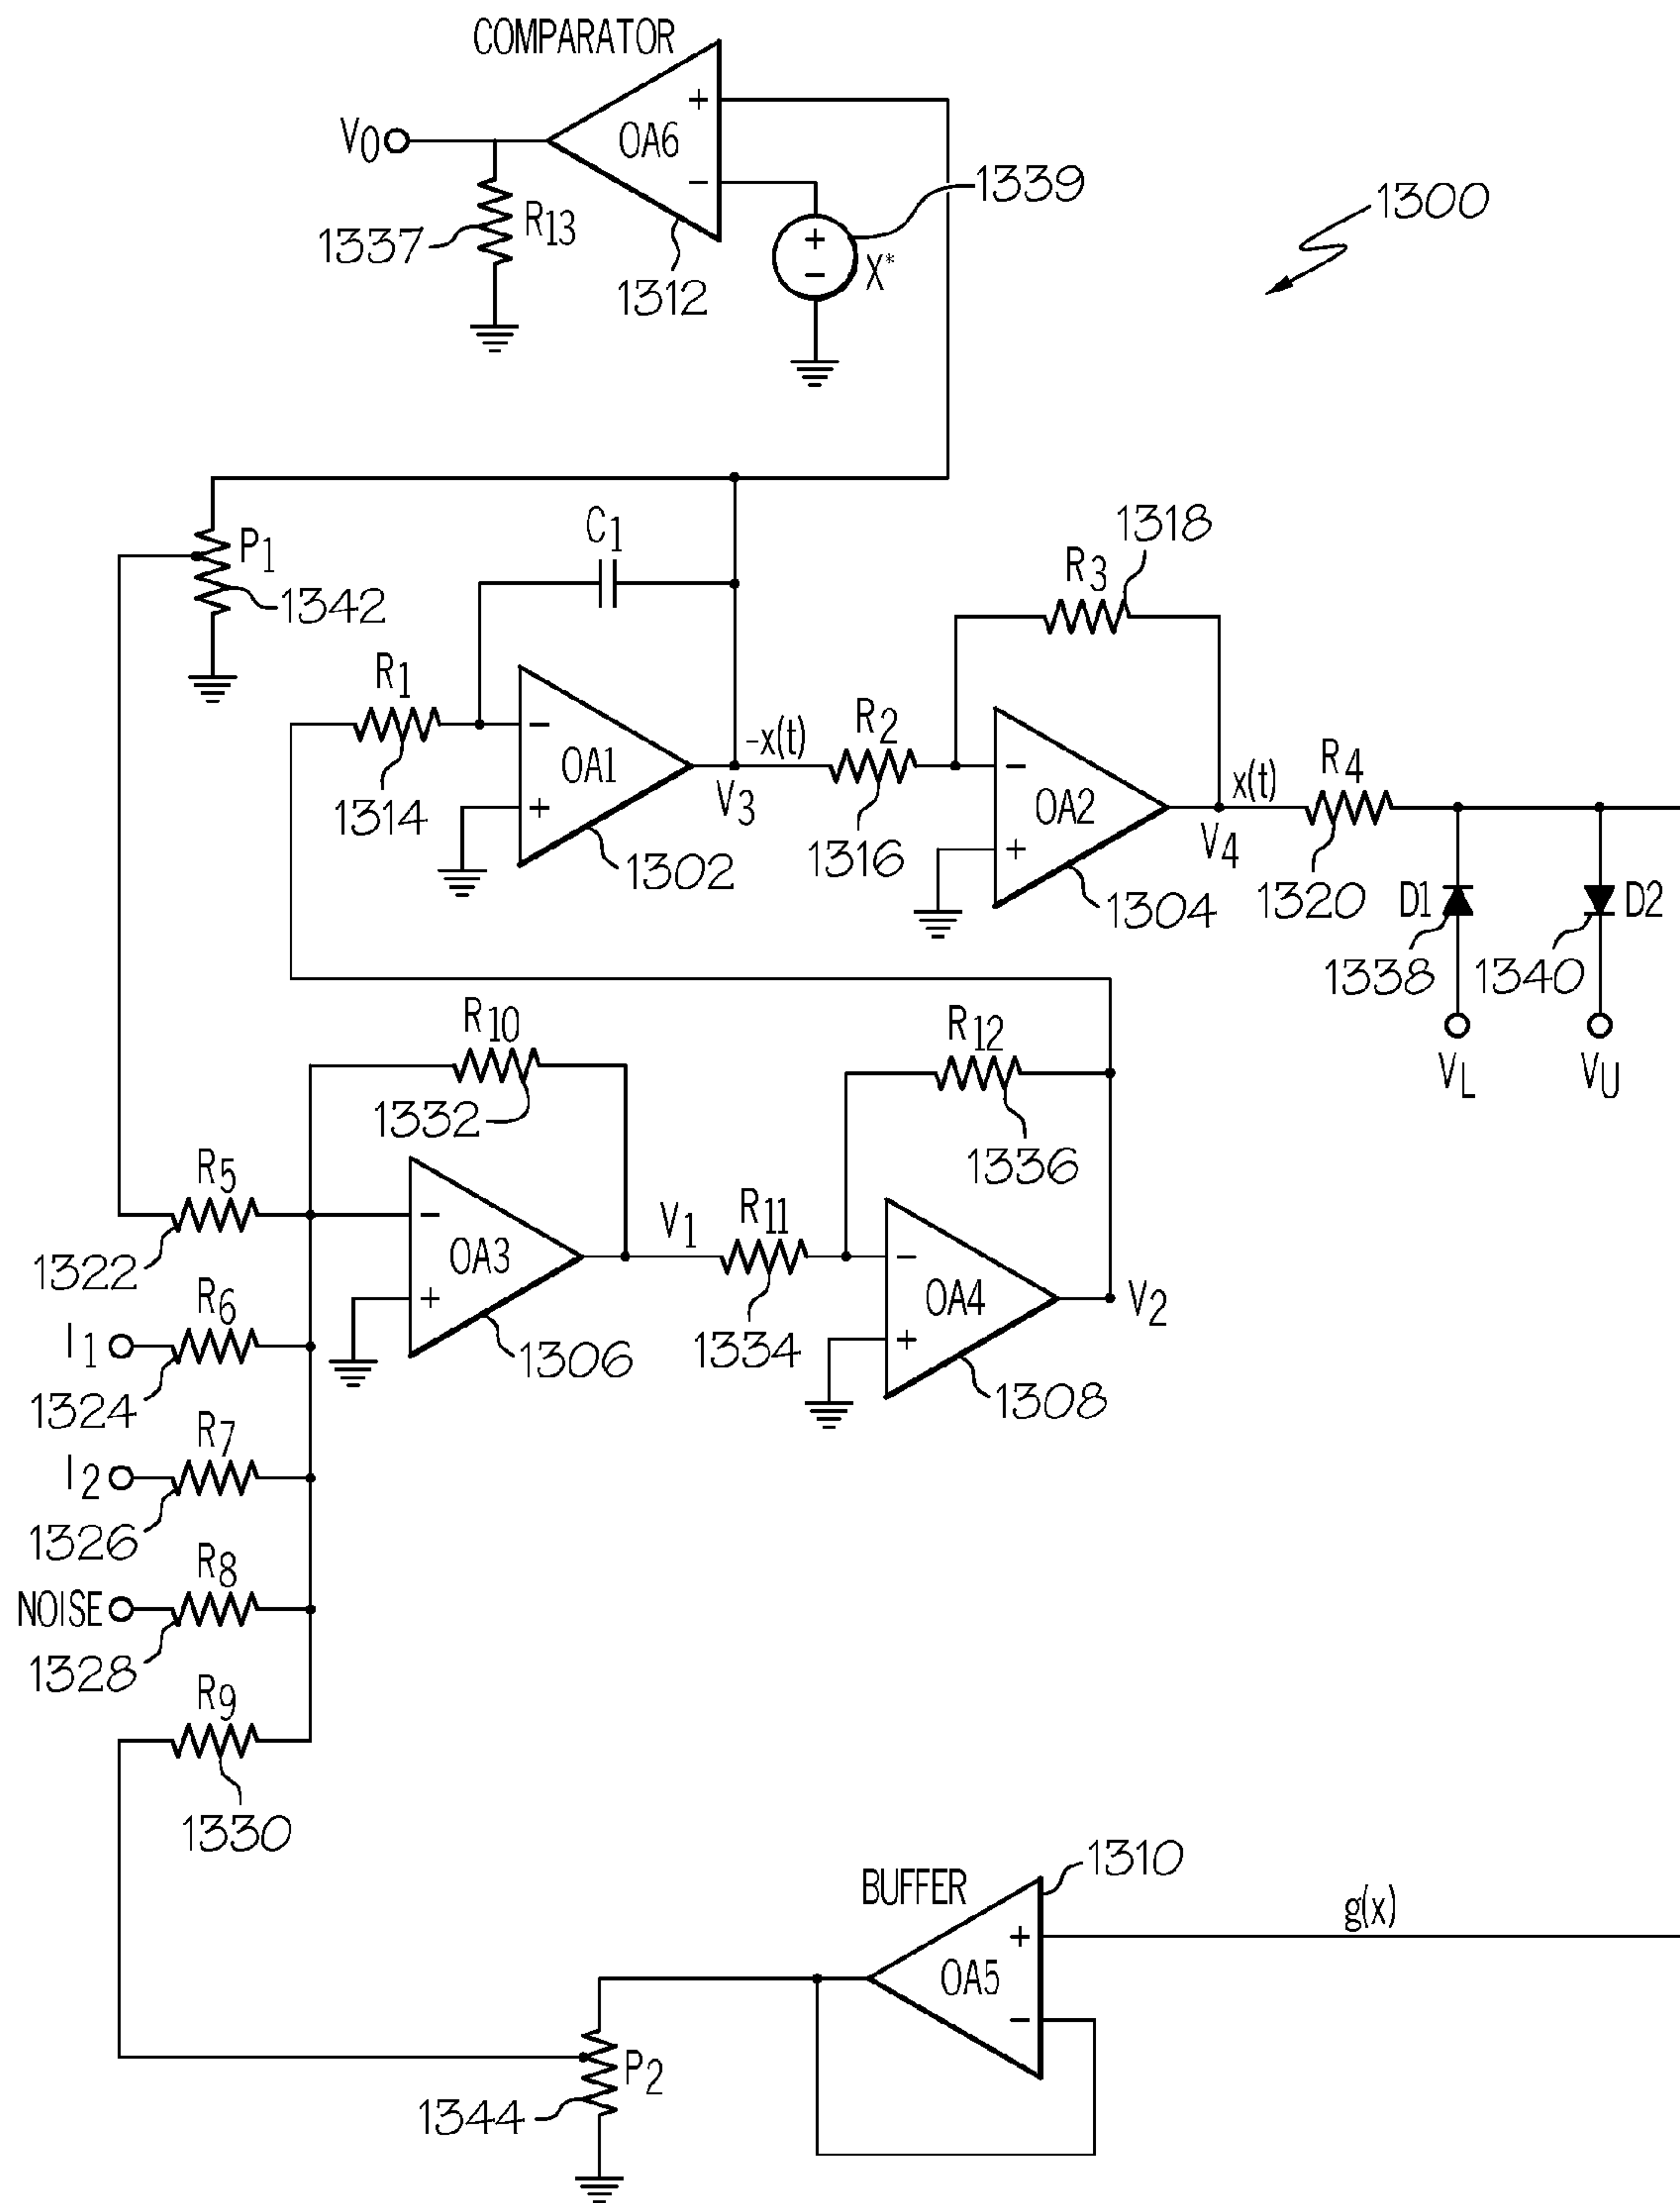 COMPARATOR
V0
+
OA6
−
R13
1337
1312
+
−
X*
1339
1300
P1
1342
C1
R1
1314
−
OA1
+
1302
-x(t)
V3
R2
1316
R3
1318
−
OA2
+
1304
x(t)
V4
R4
1320
D1
1338
D2
1340
VL
VU
R10
1332
R12
1336
R5
1322
−
OA3
+
1306
V1
R11
1334
−
OA4
+
1308
V2
I1
R6
1324
I2
R7
1326
NOISE
R8
1328
R9
1330
BUFFER
1310
+
OA5
−
g(x)
P2
1344